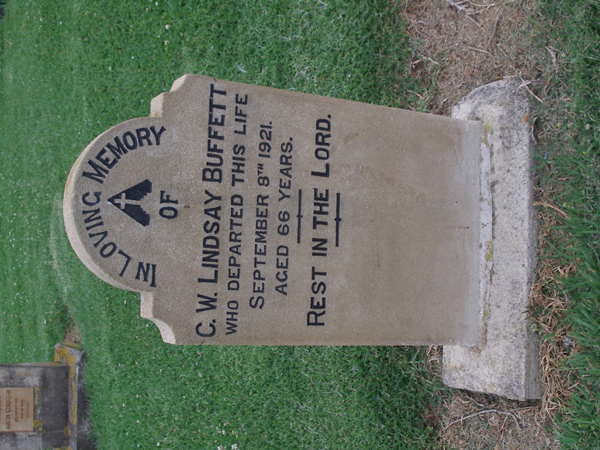 IN LOVING MEMORY
OF
C. W. LINDSAY BUFFETT
WHO DEPARTED THIS LIFE
SEPTEMBER 8TH 1921.
AGED 66 YEARS.
REST IN THE LORD.